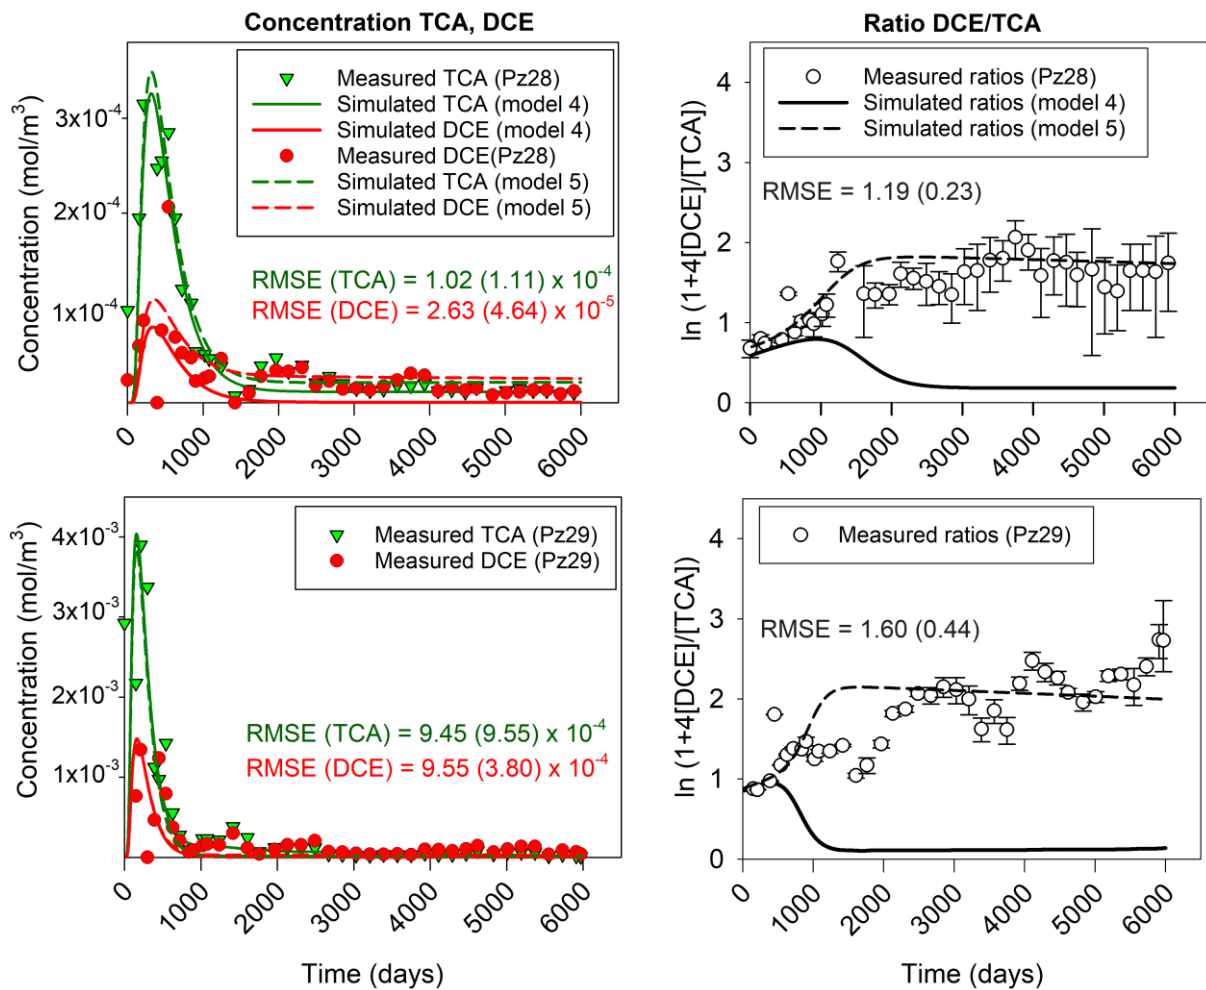 Concentration TCA, DCE
Concentration (mol/m³)
3x10⁻⁴
2x10⁻⁴
1x10⁻⁴
Measured TCA (Pz28)
Simulated TCA (model 4)
Simulated DCE (model 4)
Measured DCE(Pz28)
Simulated TCA (model 5)
Simulated DCE (model 5)
RMSE (TCA) = 1.02 (1.11) x 10⁻⁴
RMSE (DCE) = 2.63 (4.64) x 10⁻⁵
0 1000 2000 3000 4000 5000 6000
Ratio DCE/TCA
ln (1+4[DCE]/[TCA])
4
3
2
1
0
Measured ratios (Pz28)
Simulated ratios (model 4)
Simulated ratios (model 5)
RMSE = 1.19 (0.23)
0 1000 2000 3000 4000 5000 6000
Concentration (mol/m³)
4x10⁻³
3x10⁻³
2x10⁻³
1x10⁻³
Measured TCA (Pz29)
Measured DCE (Pz29)
RMSE (TCA) = 9.45 (9.55) x 10⁻⁴
RMSE (DCE) = 9.55 (3.80) x 10⁻⁴
0 1000 2000 3000 4000 5000 6000
Time (days)
ln (1+4[DCE]/[TCA])
4
3
2
1
0
Measured ratios (Pz29)
RMSE = 1.60 (0.44)
0 1000 2000 3000 4000 5000 6000
Time (days)